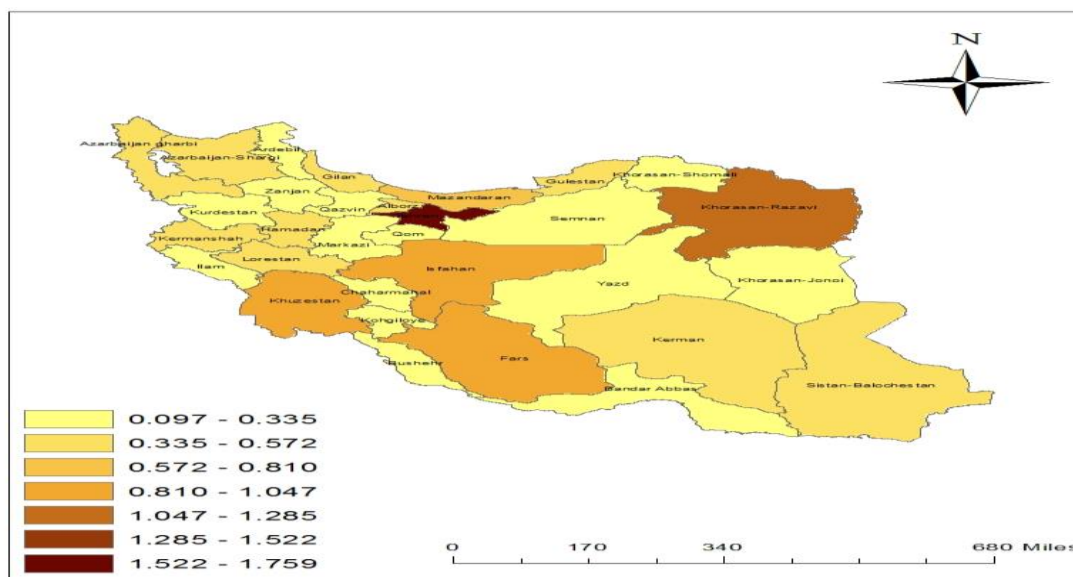 N
Azarbaijan gharbi
Azarbaijan-Shargi
Ardebil
Gilan
Zanjan
Kurdestan
Qazvin
Alborz
Mazandaran
Gulestan
Khorasan-Shomali
Khorasan-Razavi
Semnan
Qom
Markazi
Hamadan
Kermanshah
Lorestan
Ilam
Isfahan
Khuzestan
Chaharmahal
Kohgiloye
Yazd
Khorasan-Jonoi
Fars
Kerman
Bushehr
Bandar Abbas
Sistan-Balochestan
0.097 - 0.335
0.335 - 0.572
0.572 - 0.810
0.810 - 1.047
1.047 - 1.285
1.285 - 1.522
1.522 - 1.759
0 170 340 680 Miles